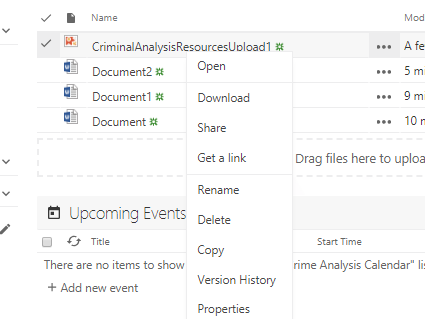 Name Mod
CriminalAnalysisResourcesUpload1 ••• A fe
Open
Document2 ••• 5 m
Download
Document1 ••• 9 m
Document ••• 10 m
Share
Get a link
Drag files here to uploa
Rename
Upcoming Events
Delete
Title Start Time
Copy
There are no items to show rime Analysis Calendar" lis
Version History
+ Add new event
Properties